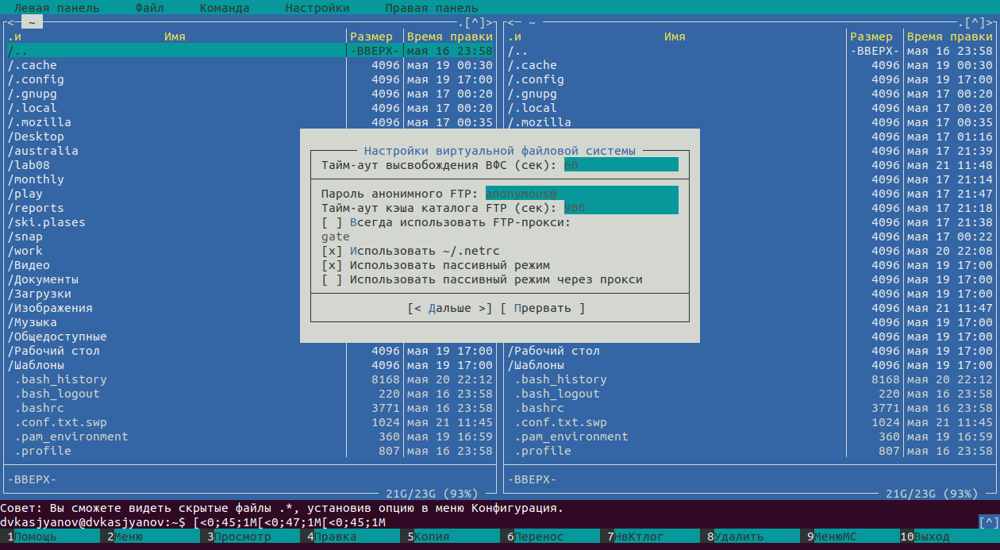 Левая панель Файл Команда Настройки Правая панель
<- ~ .[^]> <- ~ .[^]>
.и Имя Размер Время правки .и Имя Размер Время правки
/.. -ВВЕРХ- мая 16 23:58 /.. -ВВЕРХ- мая 16 23:58
/.cache 4096 мая 19 00:30 /.cache 4096 мая 19 00:30
/.config 4096 мая 19 17:00 /.config 4096 мая 19 17:00
/.gnupg 4096 мая 17 00:20 /.gnupg 4096 мая 17 00:20
/.local 4096 мая 17 00:20 /.local 4096 мая 17 00:20
/.mozilla 4096 мая 17 00:35 /.mozilla 4096 мая 17 00:35
/Desktop 4096 мая 17 01:16
/australia Настройки виртуальной файловой системы 4096 мая 17 21:39
/lab08 Тайм-аут высвобождения ВФС (сек): 60 4096 мая 21 11:48
/monthly 4096 мая 17 21:14
/play Пароль анонимного FTP: anonymous@ 4096 мая 17 21:47
/reports Тайм-аут кэша каталога FTP (сек): 900 4096 мая 17 21:18
/ski.plases [ ] Всегда использовать FTP-прокси: 4096 мая 17 21:38
/snap gate 4096 мая 17 00:22
/work [x] Использовать ~/.netrc 4096 мая 20 22:08
/Видео [x] Использовать пассивный режим 4096 мая 19 17:00
/Документы [ ] Использовать пассивный режим через прокси 4096 мая 19 17:00
/Загрузки 4096 мая 19 17:00
/Изображения [< Дальше >] [ Прервать ] 4096 мая 21 11:47
/Музыка 4096 мая 19 17:00
/Общедоступные 4096 мая 19 17:00
/Рабочий стол 4096 мая 19 17:00 /Рабочий стол 4096 мая 19 17:00
/Шаблоны 4096 мая 19 17:00 /Шаблоны 4096 мая 19 17:00
.bash_history 8168 мая 20 22:12 .bash_history 8168 мая 20 22:12
.bash_logout 220 мая 16 23:58 .bash_logout 220 мая 16 23:58
.bashrc 3771 мая 16 23:58 .bashrc 3771 мая 16 23:58
.conf.txt.swp 1024 мая 21 11:45 .conf.txt.swp 1024 мая 21 11:45
.pam_environment 360 мая 19 16:59 .pam_environment 360 мая 19 16:59
.profile 807 мая 16 23:58 .profile 807 мая 16 23:58
-ВВЕРХ- -ВВЕРХ-
21G/23G (93%) 21G/23G (93%)
Совет: Вы сможете видеть скрытые файлы .*, установив опцию в меню Конфигурация.
dvkasjyanov@dvkasjyanov:~$ [<0;45;1M[<0;47;1M[<0;45;1M [^]
1Помощь 2Меню 3Просмотр 4Правка 5Копия 6Перенос 7НвКтлог 8Удалить 9МенюМС 10Выход